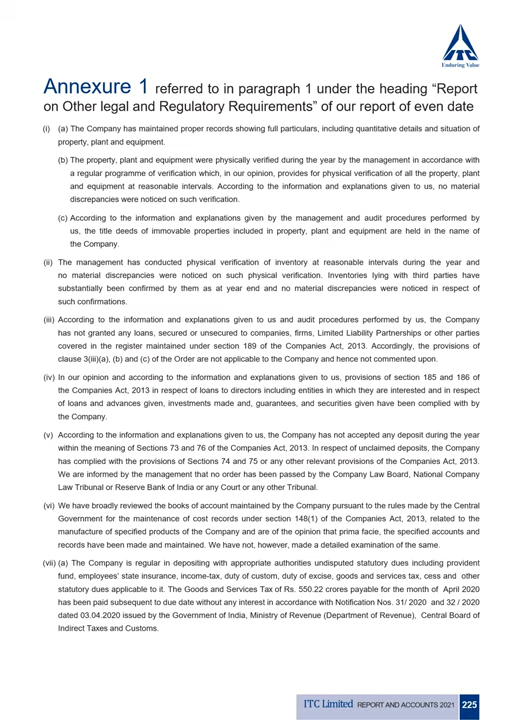 ITC
Enduring Value
Annexure 1 referred to in paragraph 1 under the heading “Report
on Other legal and Regulatory Requirements” of our report of even date
(i) (a) The Company has maintained proper records showing full particulars, including quantitative details and situation of
property, plant and equipment.
(b) The property, plant and equipment were physically verified during the year by the management in accordance with
a regular programme of verification which, in our opinion, provides for physical verification of all the property, plant
and equipment at reasonable intervals. According to the information and explanations given to us, no material
discrepancies were noticed on such verification.
(c) According to the information and explanations given by the management and audit procedures performed by
us, the title deeds of immovable properties included in property, plant and equipment are held in the name of
the Company.
(ii) The management has conducted physical verification of inventory at reasonable intervals during the year and
no material discrepancies were noticed on such physical verification. Inventories lying with third parties have
substantially been confirmed by them as at year end and no material discrepancies were noticed in respect of
such confirmations.
(iii) According to the information and explanations given to us and audit procedures performed by us, the Company
has not granted any loans, secured or unsecured to companies, firms, Limited Liability Partnerships or other parties
covered in the register maintained under section 189 of the Companies Act, 2013. Accordingly, the provisions of
clause 3(iii)(a), (b) and (c) of the Order are not applicable to the Company and hence not commented upon.
(iv) In our opinion and according to the information and explanations given to us, provisions of section 185 and 186 of
the Companies Act, 2013 in respect of loans to directors including entities in which they are interested and in respect
of loans and advances given, investments made and, guarantees, and securities given have been complied with by
the Company.
(v) According to the information and explanations given to us, the Company has not accepted any deposit during the year
within the meaning of Sections 73 and 76 of the Companies Act, 2013. In respect of unclaimed deposits, the Company
has complied with the provisions of Sections 74 and 75 or any other relevant provisions of the Companies Act, 2013.
We are informed by the management that no order has been passed by the Company Law Board, National Company
Law Tribunal or Reserve Bank of India or any Court or any other Tribunal.
(vi) We have broadly reviewed the books of account maintained by the Company pursuant to the rules made by the Central
Government for the maintenance of cost records under section 148(1) of the Companies Act, 2013, related to the
manufacture of specified products of the Company and are of the opinion that prima facie, the specified accounts and
records have been made and maintained. We have not, however, made a detailed examination of the same.
(vii) (a) The Company is regular in depositing with appropriate authorities undisputed statutory dues including provident
fund, employees’ state insurance, income-tax, duty of custom, duty of excise, goods and services tax, cess and other
statutory dues applicable to it. The Goods and Services Tax of Rs. 550.22 crores payable for the month of April 2020
has been paid subsequent to due date without any interest in accordance with Notification Nos. 31/ 2020 and 32 / 2020
dated 03.04.2020 issued by the Government of India, Ministry of Revenue (Department of Revenue), Central Board of
Indirect Taxes and Customs.
ITC Limited REPORT AND ACCOUNTS 2021 225